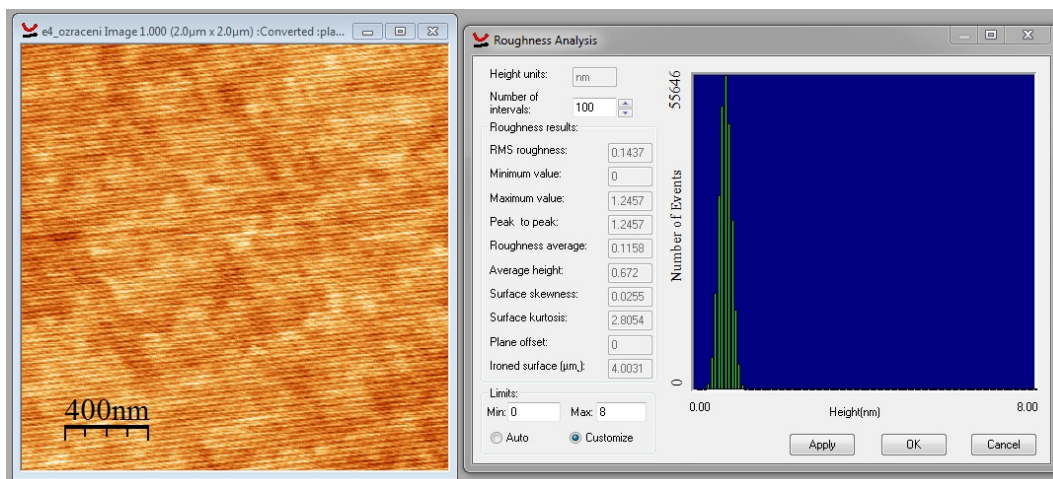 e4_ozraceni Image 1.000 (2.0µm x 2.0µm) :Converted :pla...
400nm
Roughness Analysis
Height units: nm
Number of
intervals: 100
Roughness results:
RMS roughness: 0.1437
Minimum value: 0
Maximum value: 1.2457
Peak to peak: 1.2457
Roughness average: 0.1158
Average height: 0.672
Surface skewness: 0.0255
Surface kurtosis: 2.8054
Plane offset: 0
Ironed surface (µm,): 4.0031
Limits:
Min: 0 Max: 8
Auto Customize
55646
Number of Events
0
0.00 Height(nm) 8.00
Apply OK Cancel